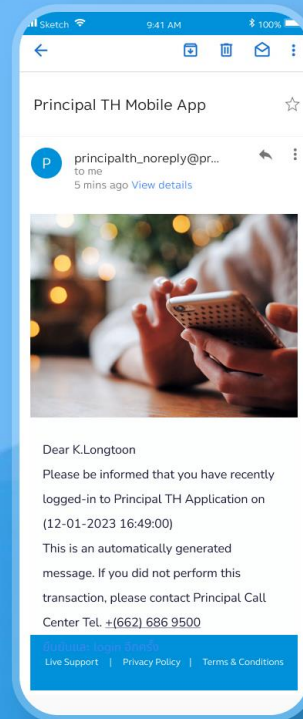 Sketch 9:41 AM 100%
Principal TH Mobile App
P
principalth_noreply@pr...
to me
5 mins ago View details
Dear K.Longtoon
Please be informed that you have recently
logged-in to Principal TH Application on
(12-01-2023 16:49:00)
This is an automatically generated
message. If you did not perform this
transaction, please contact Principal Call
Center Tel. +(662) 686 9500
login
Live Support | Privacy Policy | Terms & Conditions